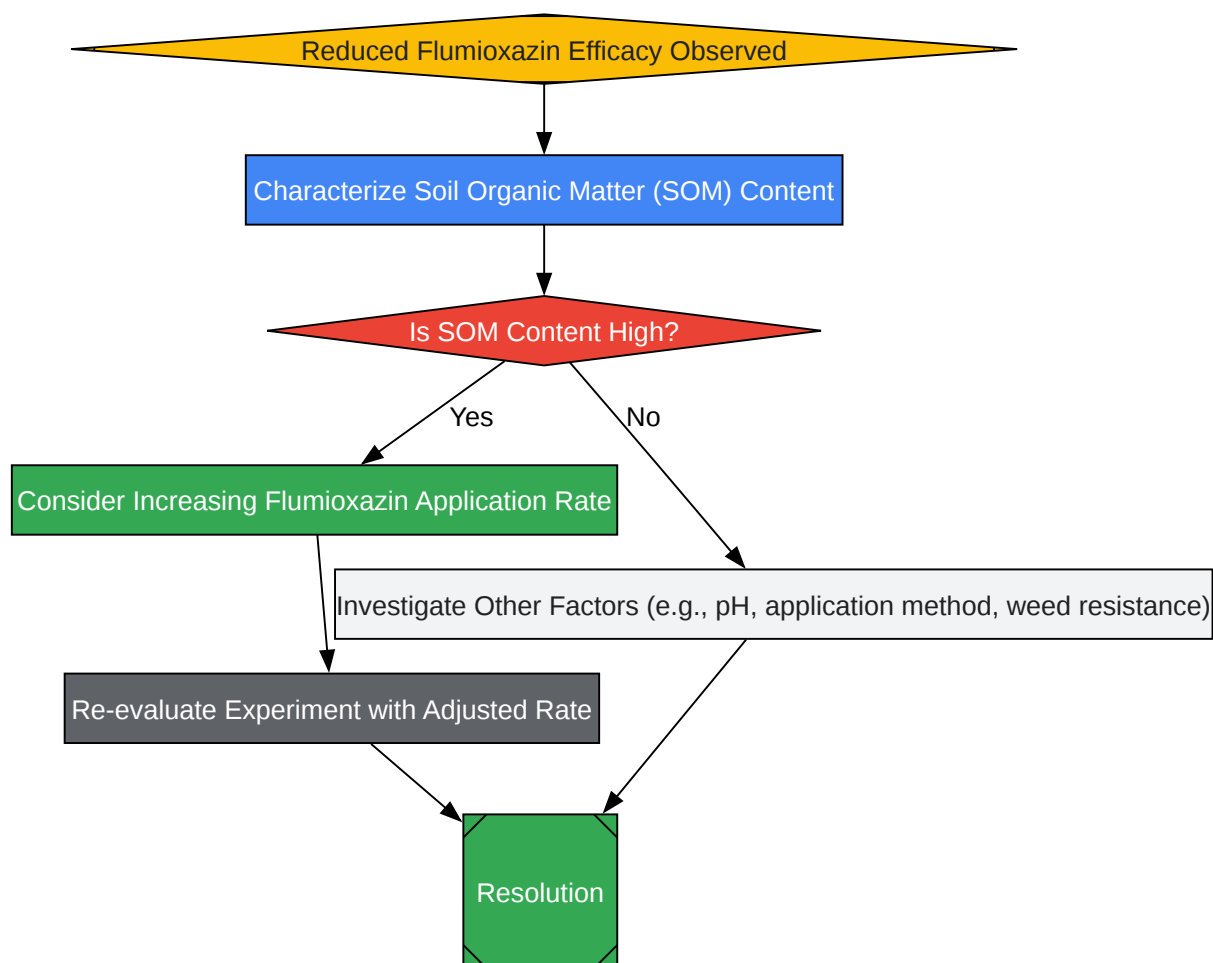 Reduced Flumioxazin Efficacy Observed
Characterize Soil Organic Matter (SOM) Content
Is SOM Content High?
Yes
No
Consider Increasing Flumioxazin Application Rate
Investigate Other Factors (e.g., pH, application method, weed resistance)
Re-evaluate Experiment with Adjusted Rate
Resolution